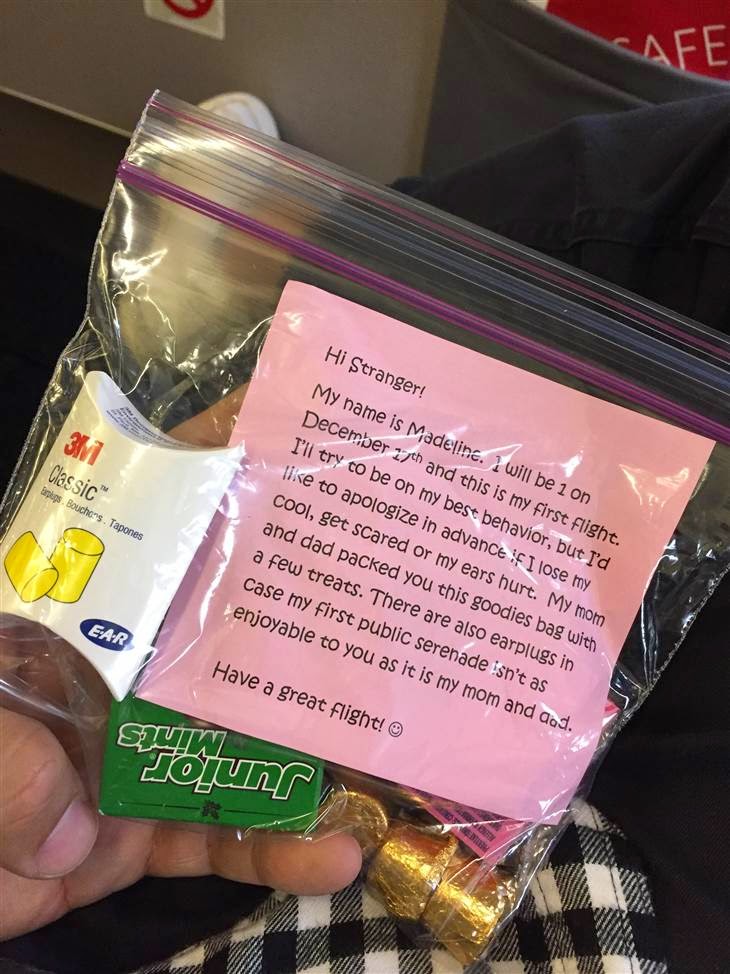 SAFE
Hi Stranger!
My name is Madeline. I will be 1 on
December 17th and this is my first flight.
I'll try to be on my best behavior, but I'd
like to apologize in advance if I lose my
cool, get scared or my ears hurt. My mom
and dad packed you this goodies bag with
a few treats. There are also earplugs in
case my first public serenade isn't as
enjoyable to you as it is my mom and dad.
Have a great flight! ☺
3M
Classic™
Earplugs . Bouchons . Tapones
E·A·R
Junior
Mints